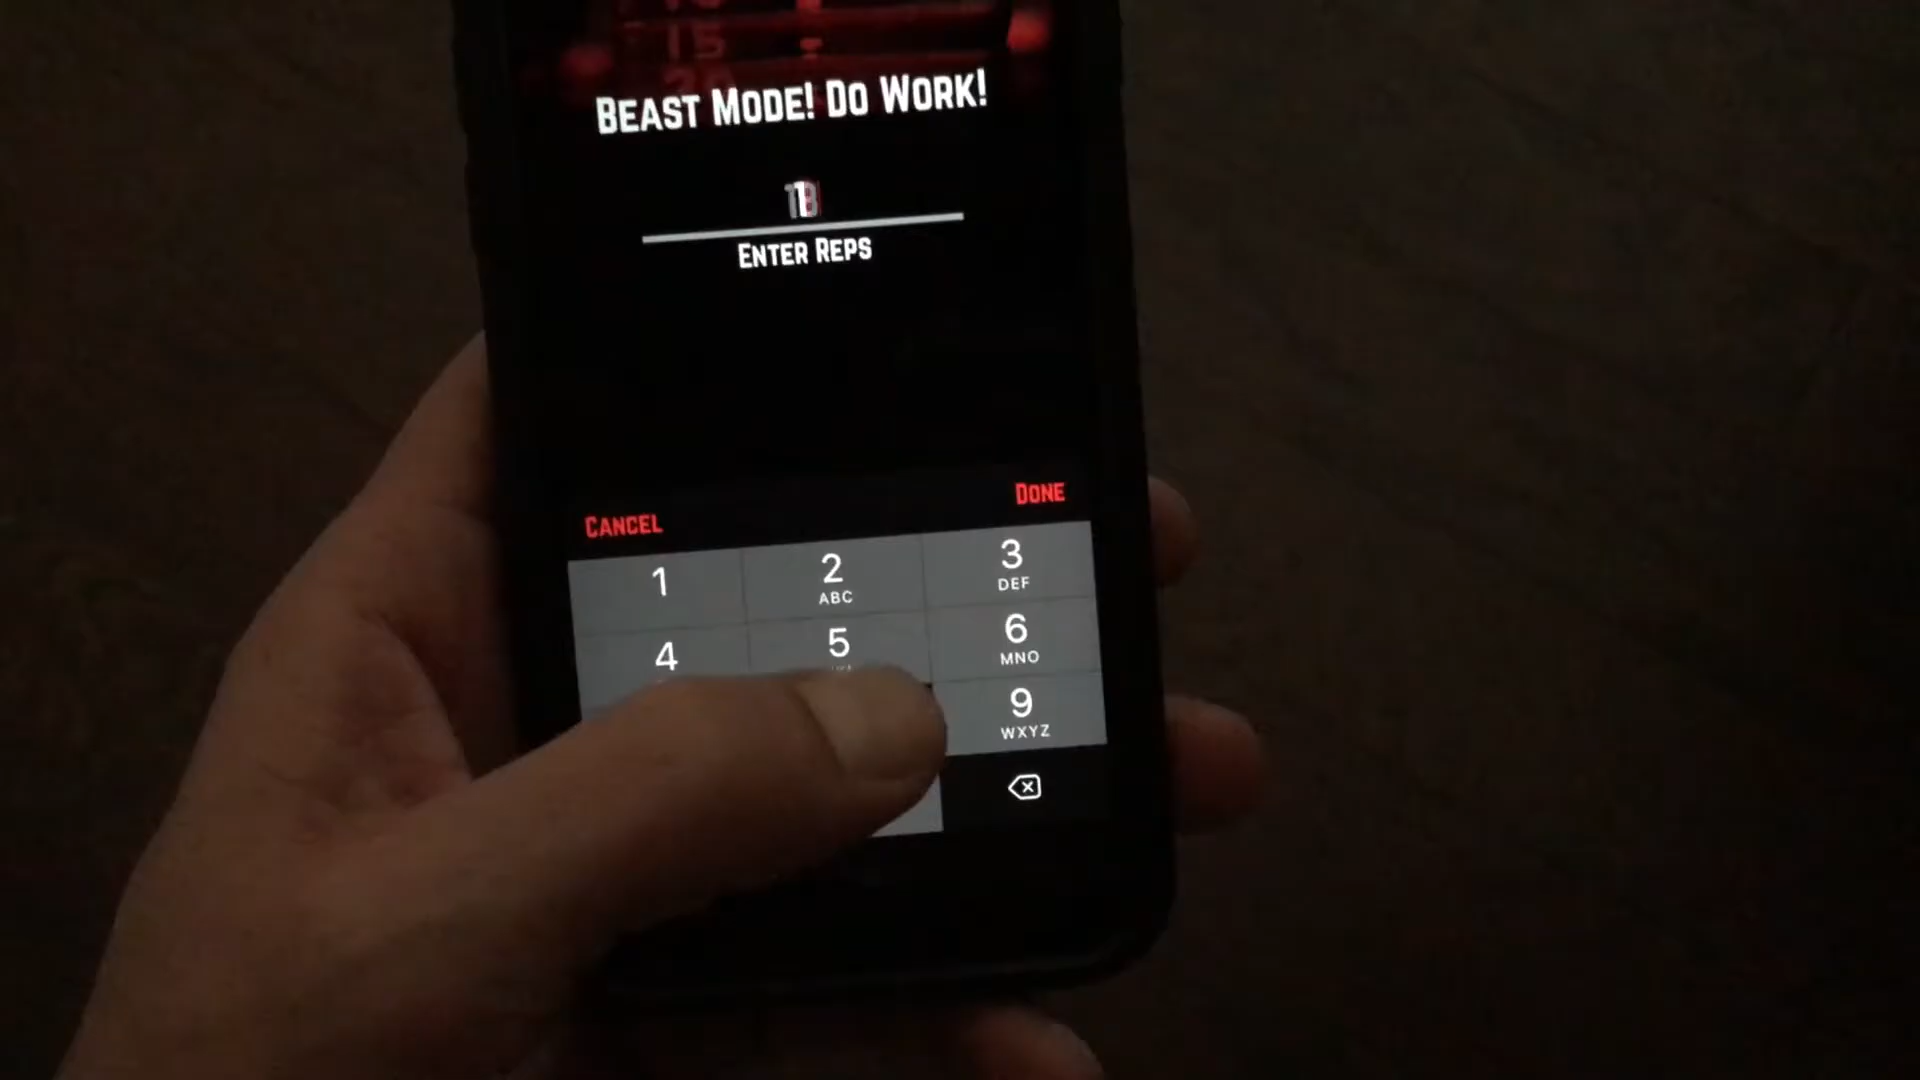 15
BEAST MODE! DO WORK!
ENTER REPS
DONE
CANCEL
1
2
ABC
3
DEF
4
5
6
MNO
9
WXYZ